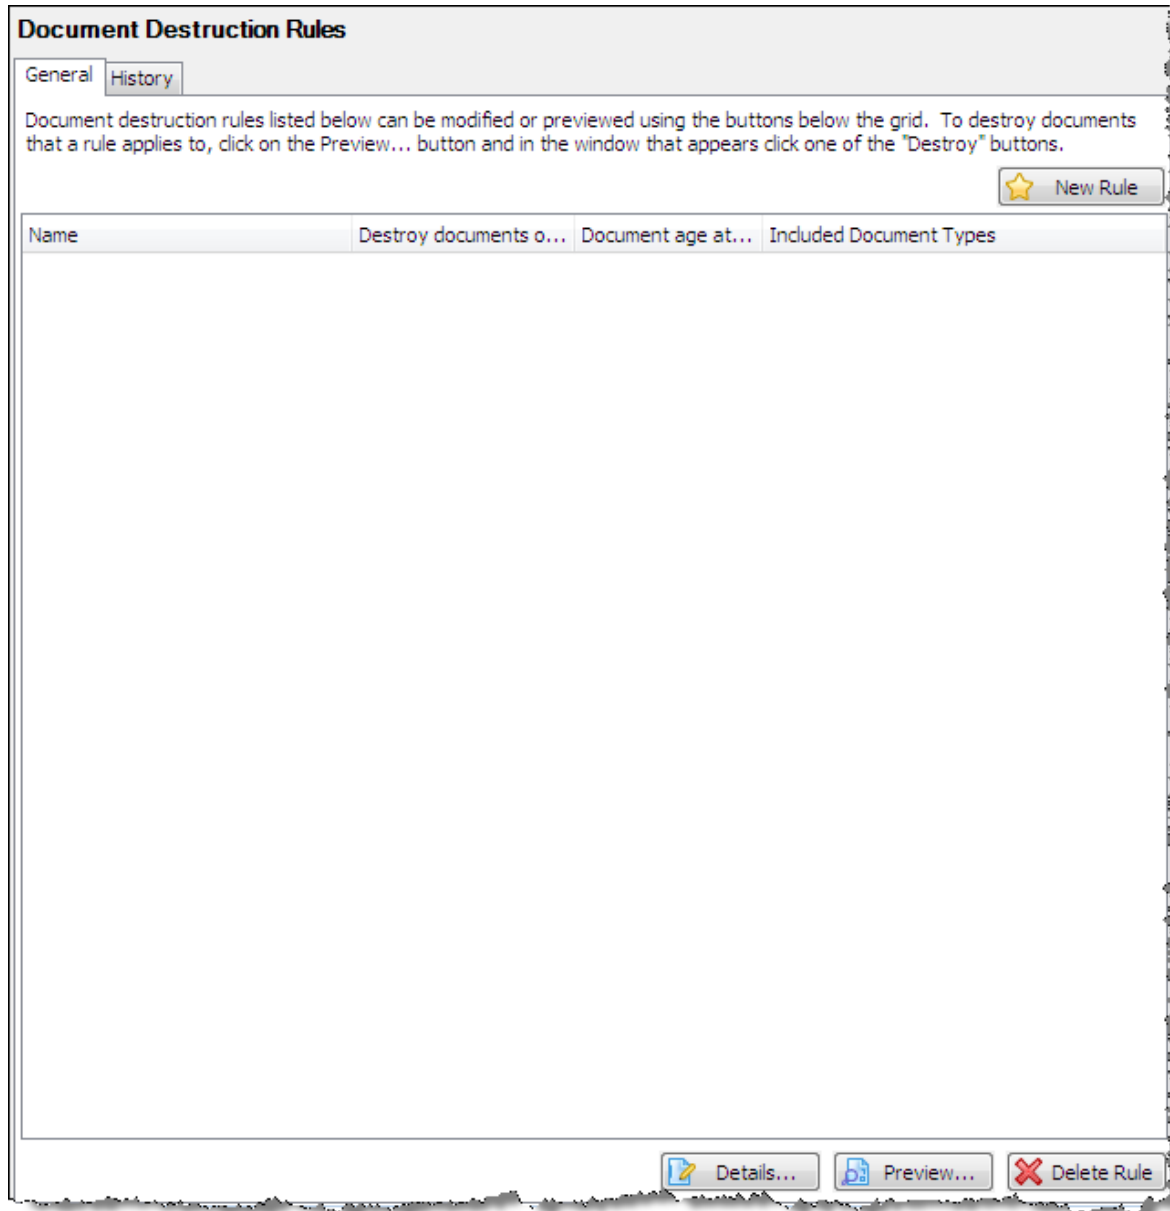 Document Destruction Rules
General History
Document destruction rules listed below can be modified or previewed using the buttons below the grid. To destroy documents
that a rule applies to, click on the Preview... button and in the window that appears click one of the "Destroy" buttons.
New Rule
Name Destroy documents o... Document age at... Included Document Types
Details... Preview... Delete Rule